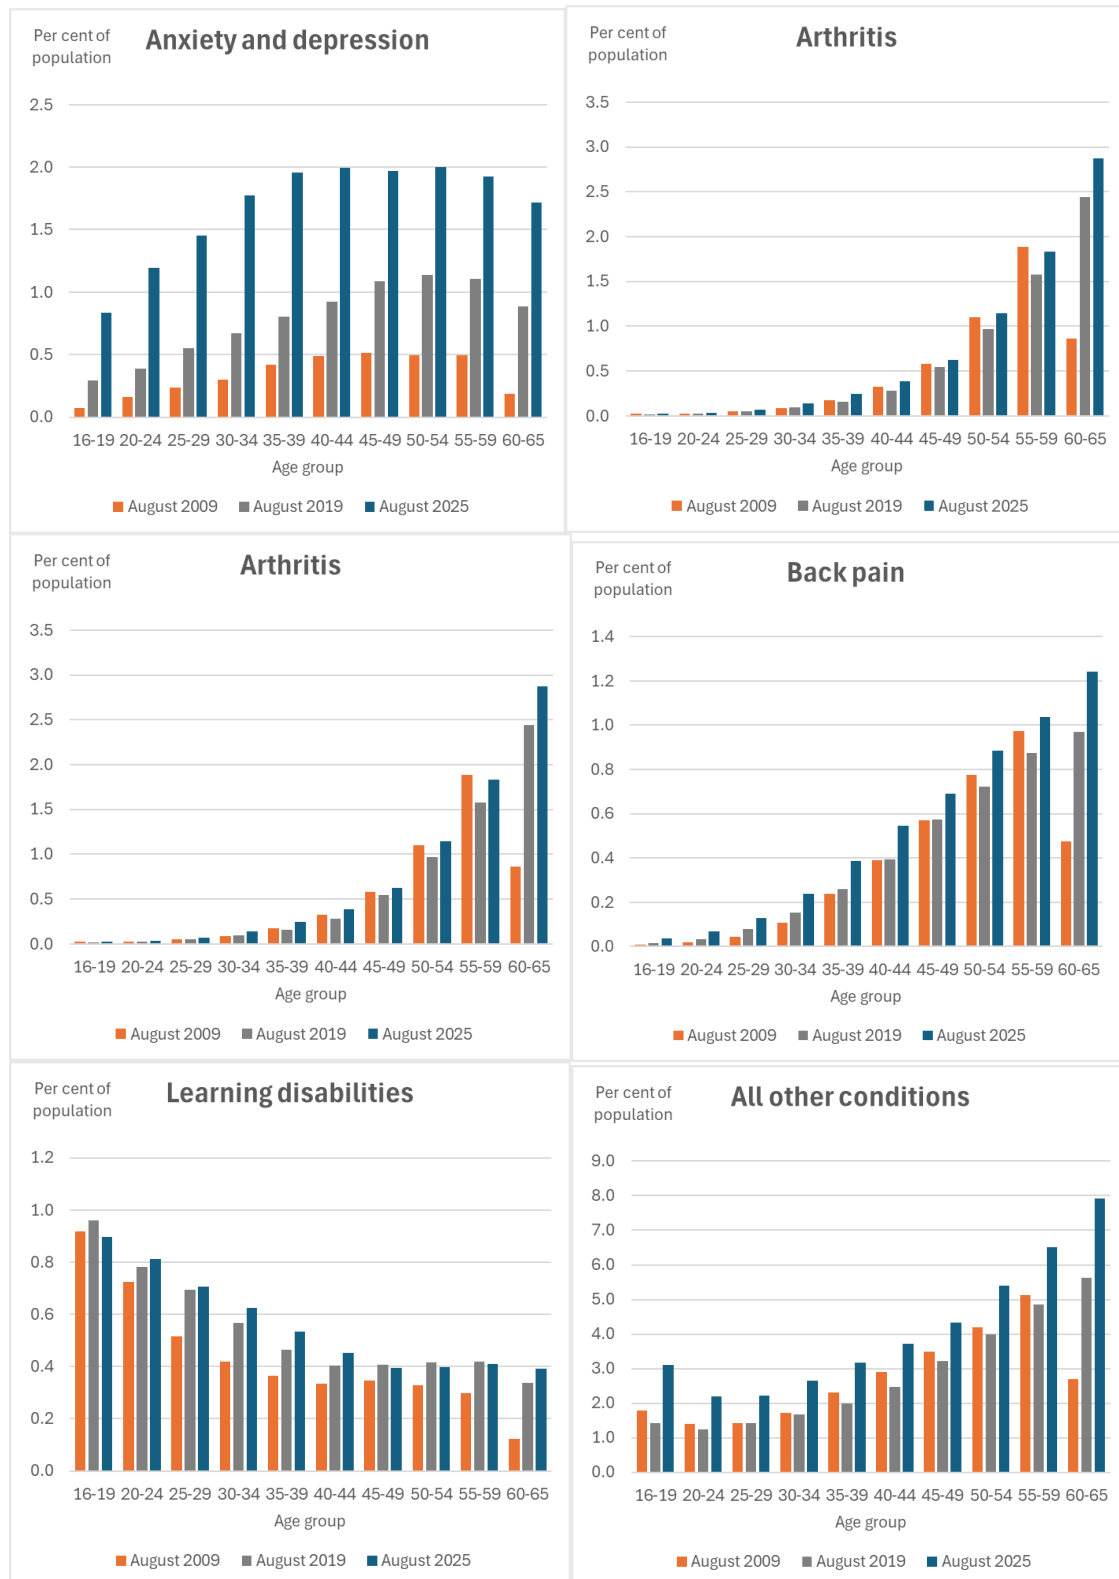 Per cent of
population
Anxiety and depression
2.5
2.0
1.5
1.0
0.5
0.0
16-19 20-24 25-29 30-34 35-39 40-44 45-49 50-54 55-59 60-65
Age group
August 2009 August 2019 August 2025
Per cent of
population
Arthritis
3.5
3.0
2.5
2.0
1.5
1.0
0.5
0.0
16-19 20-24 25-29 30-34 35-39 40-44 45-49 50-54 55-59 60-65
Age group
August 2009 August 2019 August 2025
Per cent of
population
Arthritis
3.5
3.0
2.5
2.0
1.5
1.0
0.5
0.0
16-19 20-24 25-29 30-34 35-39 40-44 45-49 50-54 55-59 60-65
Age group
August 2009 August 2019 August 2025
Per cent of
population
Back pain
1.4
1.2
1.0
0.8
0.6
0.4
0.2
0.0
16-19 20-24 25-29 30-34 35-39 40-44 45-49 50-54 55-59 60-65
Age group
August 2009 August 2019 August 2025
Per cent of
population
Learning disabilities
1.2
1.0
0.8
0.6
0.4
0.2
0.0
16-19 20-24 25-29 30-34 35-39 40-44 45-49 50-54 55-59 60-65
Age group
August 2009 August 2019 August 2025
Per cent of
population
All other conditions
9.0
8.0
7.0
6.0
5.0
4.0
3.0
2.0
1.0
0.0
16-19 20-24 25-29 30-34 35-39 40-44 45-49 50-54 55-59 60-65
Age group
August 2009 August 2019 August 2025